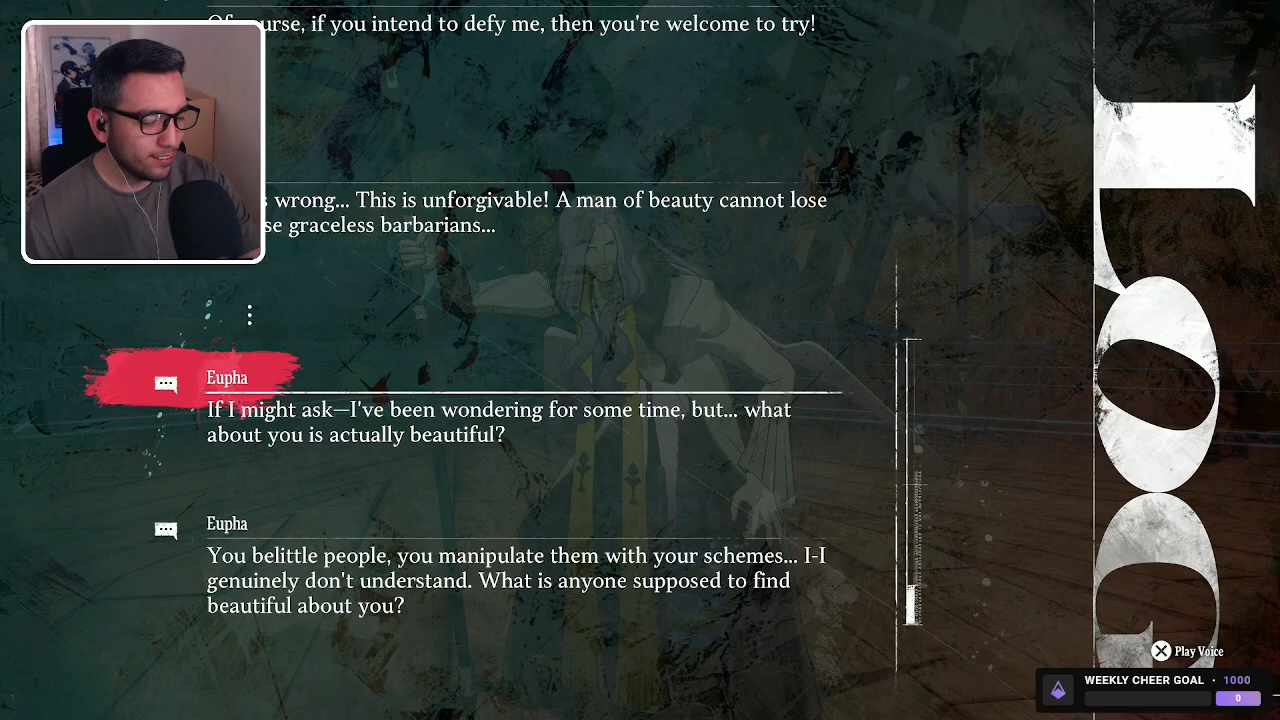 urse, if you intend to defy me, then you're welcome to try!
wrong... This is unforgivable! A man of beauty cannot lose
se graceless barbarians...
Eupha
If I might ask—I've been wondering for some time, but... what
about you is actually beautiful?
Eupha
You belittle people, you manipulate them with your schemes... I-I
genuinely don't understand. What is anyone supposed to find
beautiful about you?
LOG
Play Voice
WEEKLY CHEER GOAL · 1000
0